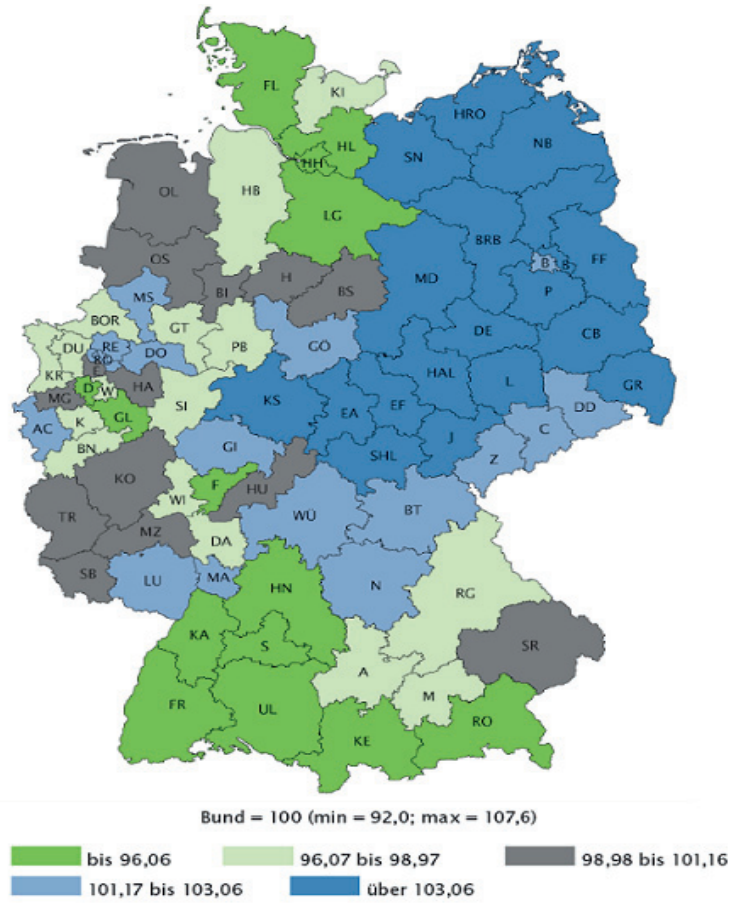 FL
KI
HRO
HL
NB
HH
SN
OL
HB
LG
BRB
OS
MD
B
B
FF
H
P
BI
BS
MS
BOR
GT
DE
CB
DU
RE
DO
PB
GÖ
BO
E
HAL
L
GR
KR
D
W
HA
KS
MG
EA
EF
DD
GL
SI
K
AC
J
C
BN
GI
SHL
Z
KO
F
HU
WI
WÜ
BT
TR
MZ
DA
SB
LU
MA
HN
N
RG
KA
S
SR
A
M
FR
UL
RO
KE
Bund = 100 (min = 92,0; max = 107,6)
bis 96,06 96,07 bis 98,97 98,98 bis 101,16
101,17 bis 103,06 über 103,06